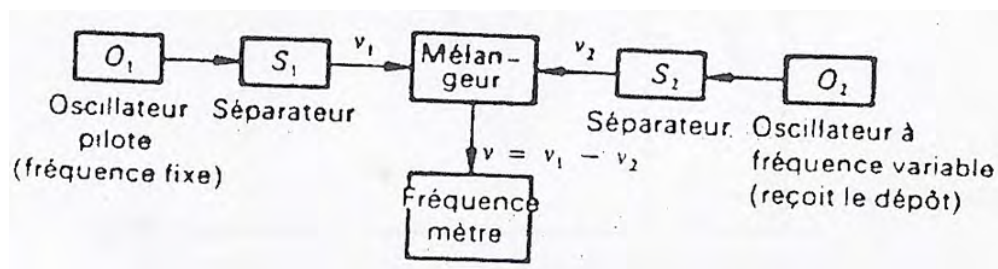 O₁
S₁
ν₁
Mélan-
geur
ν₂
S₂
O₂
Oscillateur
pilote
(fréquence fixe)
Séparateur
Séparateur.
Oscillateur à
fréquence variable
(reçoit le dépôt)
ν = ν₁ - ν₂
Fréquence
mètre